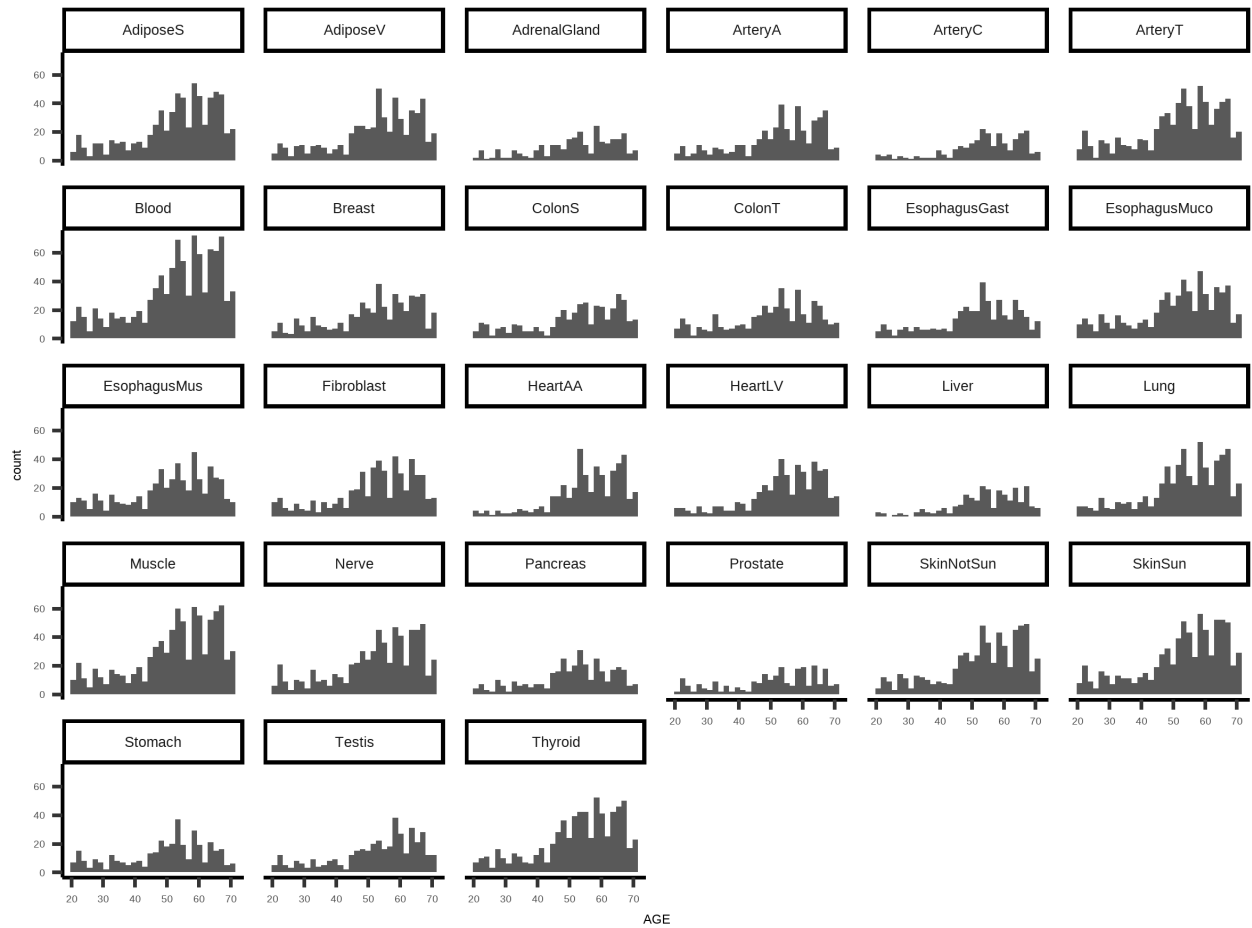 AdiposeS AdiposeV AdrenalGland ArteryA ArteryC ArteryT
60
40
20
0
Blood Breast ColonS ColonT EsophagusGast EsophagusMuco
60
40
20
0
EsophagusMus Fibroblast HeartAA HeartLV Liver Lung
60
40
20
0
count
Muscle Nerve Pancreas Prostate SkinNotSun SkinSun
60
40
20
0
20 30 40 50 60 70 20 30 40 50 60 70 20 30 40 50 60 70
Stomach Testis Thyroid
60
40
20
0
20 30 40 50 60 70 20 30 40 50 60 70 20 30 40 50 60 70
AGE